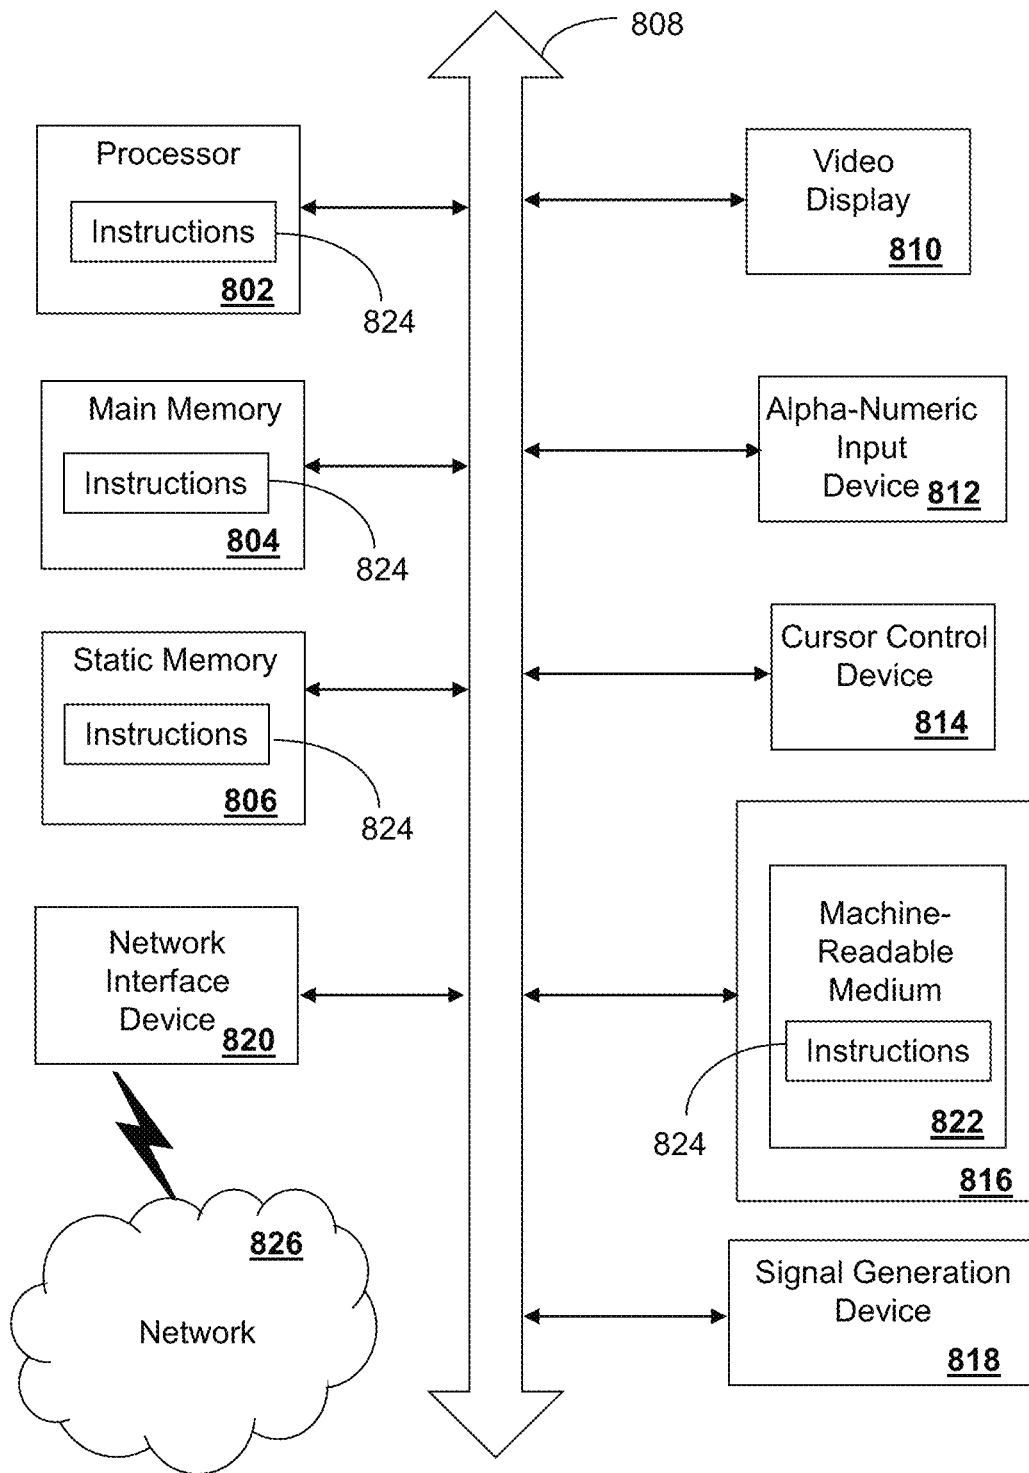 808
Processor
Instructions
802
824
Main Memory
Instructions
804
824
Static Memory
Instructions
806
824
Network
Interface
Device
820
826
Network
Video
Display
810
Alpha-Numeric
Input
Device
812
Cursor Control
Device
814
Machine-
Readable
Medium
Instructions
822
824
816
Signal Generation
Device
818